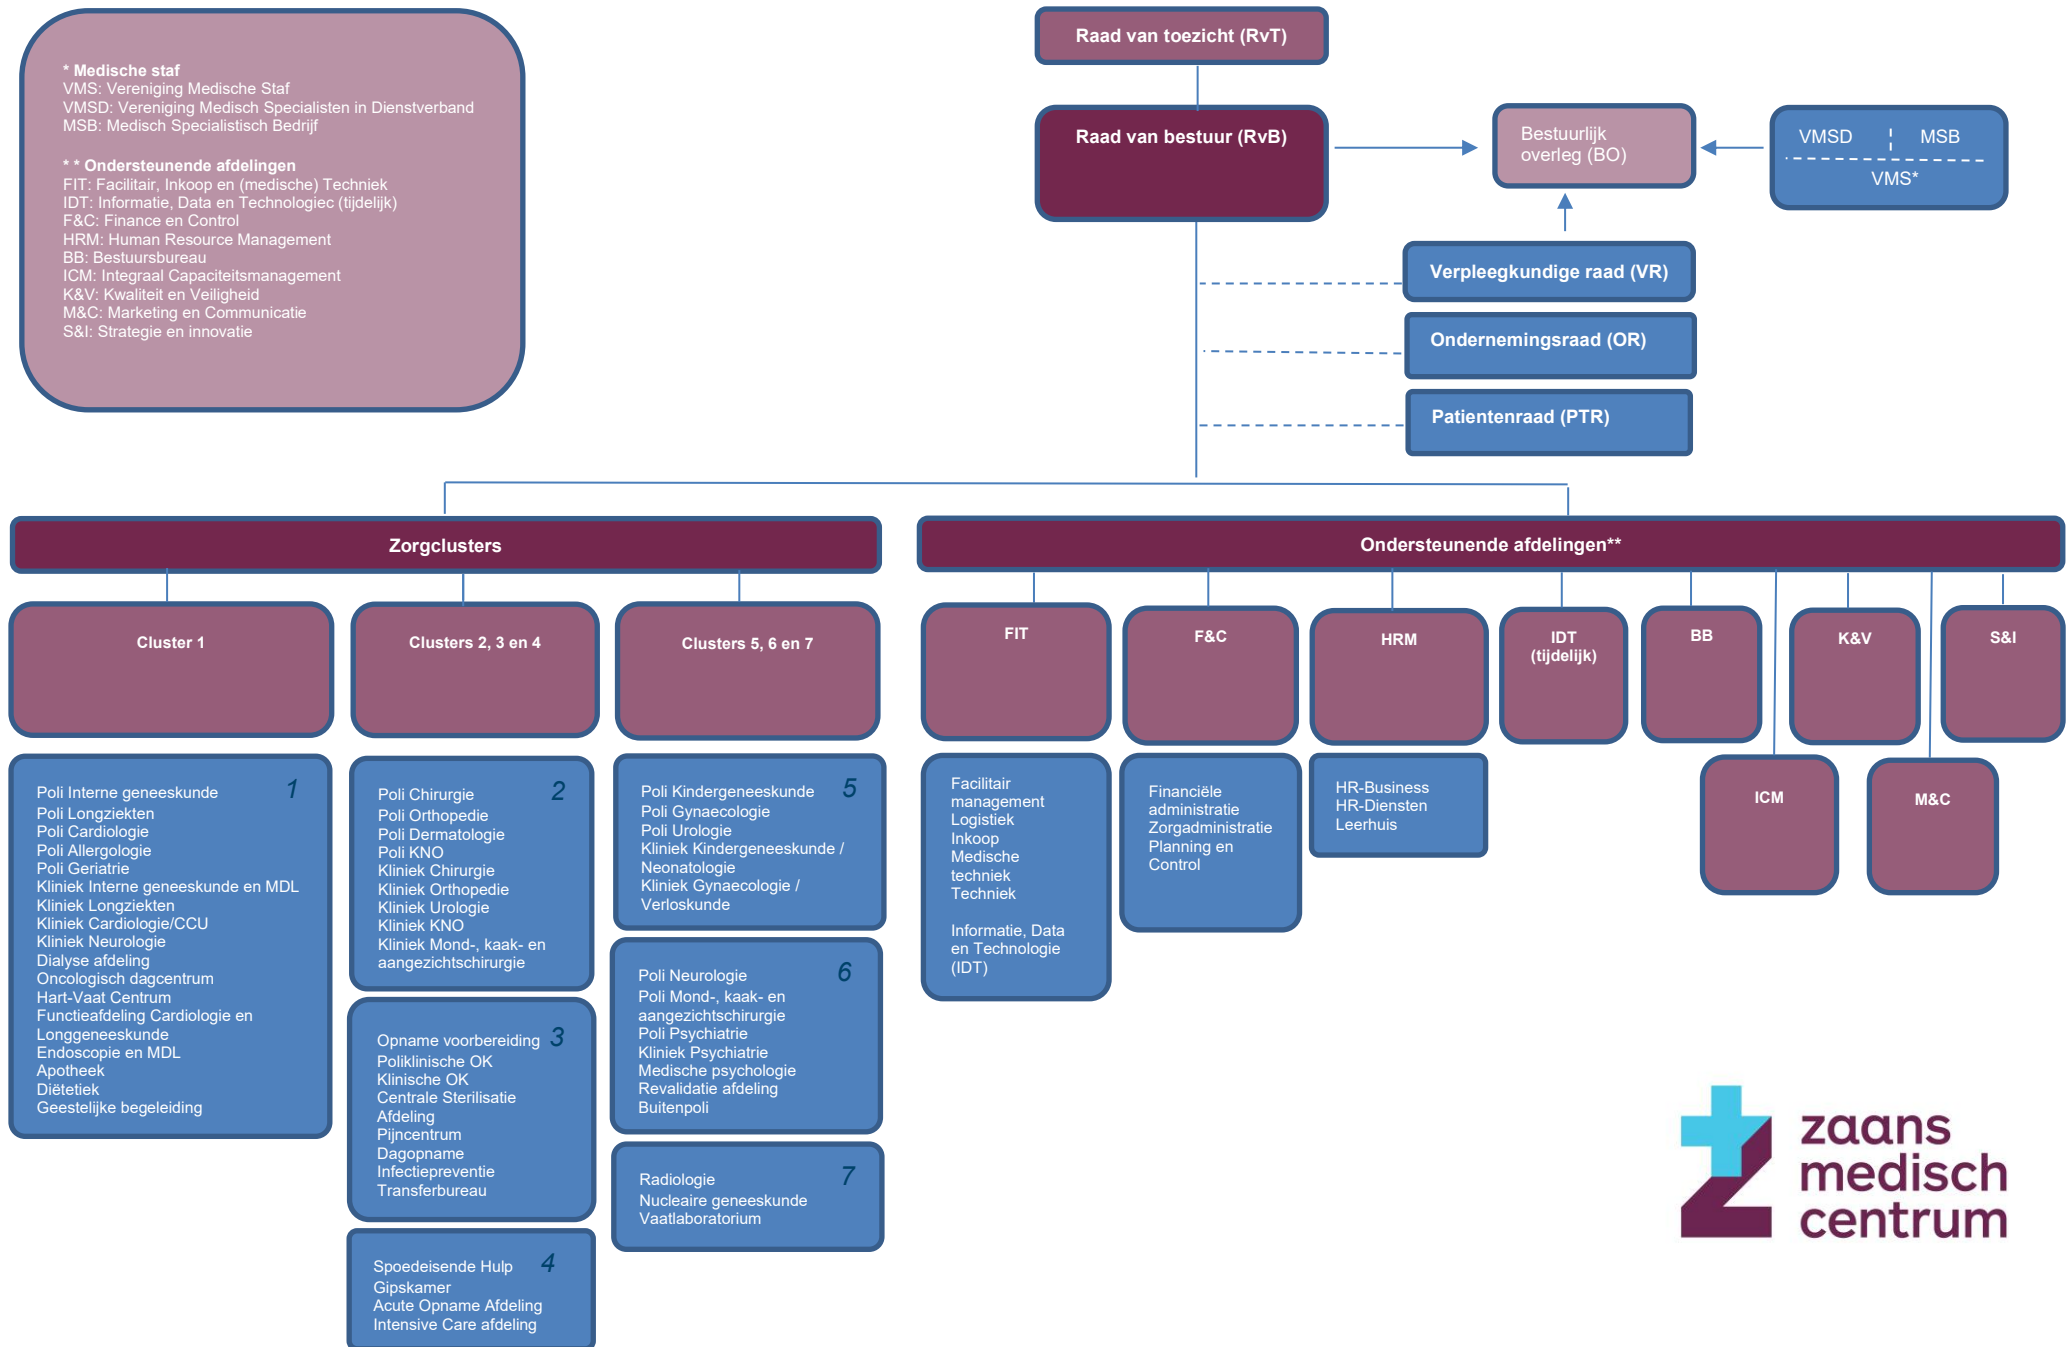 * Medische staf
VMS: Vereniging Medische Staf
VMSD: Vereniging Medisch Specialisten in Dienstverband
MSB: Medisch Specialistisch Bedrijf
* * Ondersteunende afdelingen
FIT: Facilitair, Inkoop en (medische) Techniek
IDT: Informatie, Data en Technologiec (tijdelijk)
F&C: Finance en Control
HRM: Human Resource Management
BB: Bestuursbureau
ICM: Integraal Capaciteitsmanagement
K&V: Kwaliteit en Veiligheid
M&C: Marketing en Communicatie
S&I: Strategie en innovatie
Raad van toezicht (RvT)
Raad van bestuur (RvB)
Bestuurlijk
overleg (BO)
VMSD
MSB
VMS*
Verpleegkundige raad (VR)
Ondernemingsraad (OR)
Patientenraad (PTR)
Zorgclusters
Cluster 1
Clusters 2, 3 en 4
Clusters 5, 6 en 7
Poli Interne geneeskunde 1
Poli Longziekten
Poli Cardiologie
Poli Allergologie
Poli Geriatrie
Kliniek Interne geneeskunde en MDL
Kliniek Longziekten
Kliniek Cardiologie/CCU
Kliniek Neurologie
Dialyse afdeling
Oncologisch dagcentrum
Hart-Vaat Centrum
Functieafdeling Cardiologie en
Longgeneeskunde
Endoscopie en MDL
Apotheek
Diëtetiek
Geestelijke begeleiding
Poli Chirurgie 2
Poli Orthopedie
Poli Dermatologie
Poli KNO
Kliniek Chirurgie
Kliniek Orthopedie
Kliniek Urologie
Kliniek KNO
Kliniek Mond-, kaak- en
aangezichtschirurgie
Opname voorbereiding 3
Poliklinische OK
Klinische OK
Centrale Sterilisatie
Afdeling
Pijncentrum
Dagopname
Infectiepreventie
Transferbureau
Spoedeisende Hulp 4
Gipskamer
Acute Opname Afdeling
Intensive Care afdeling
Poli Kindergeneeskunde 5
Poli Gynaecologie
Poli Urologie
Kliniek Kindergeneeskunde /
Neonatologie
Kliniek Gynaecologie /
Verloskunde
Poli Neurologie 6
Poli Mond-, kaak- en
aangezichtschirurgie
Poli Psychiatrie
Kliniek Psychiatrie
Medische psychologie
Revalidatie afdeling
Buitenpoli
Radiologie 7
Nucleaire geneeskunde
Vaatlaboratorium
Ondersteunende afdelingen**
FIT
F&C
HRM
IDT
(tijdelijk)
BB
K&V
S&I
ICM
M&C
Facilitair
management
Logistiek
Inkoop
Medische
techniek
Techniek
Informatie, Data
en Technologie
(IDT)
Financiële
administratie
Zorgadministratie
Planning en
Control
HR-Business
HR-Diensten
Leerhuis
zaans
medisch
centrum